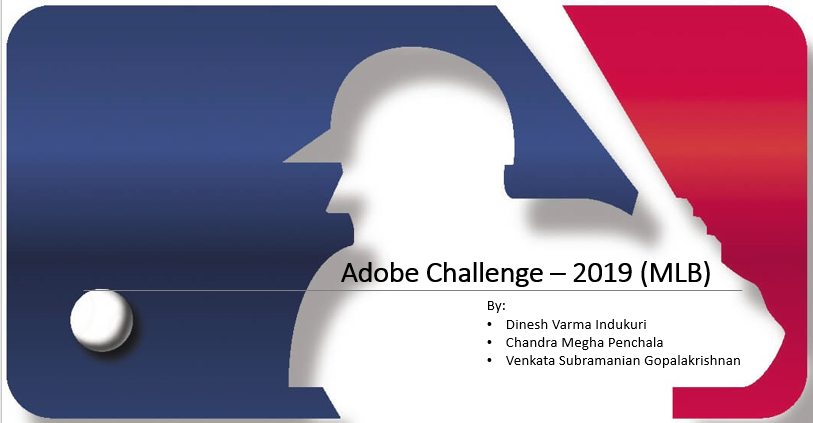 Adobe Challenge – 2019 (MLB)
By:
• Dinesh Varma Indukuri
• Chandra Megha Penchala
• Venkata Subramanian Gopalakrishnan